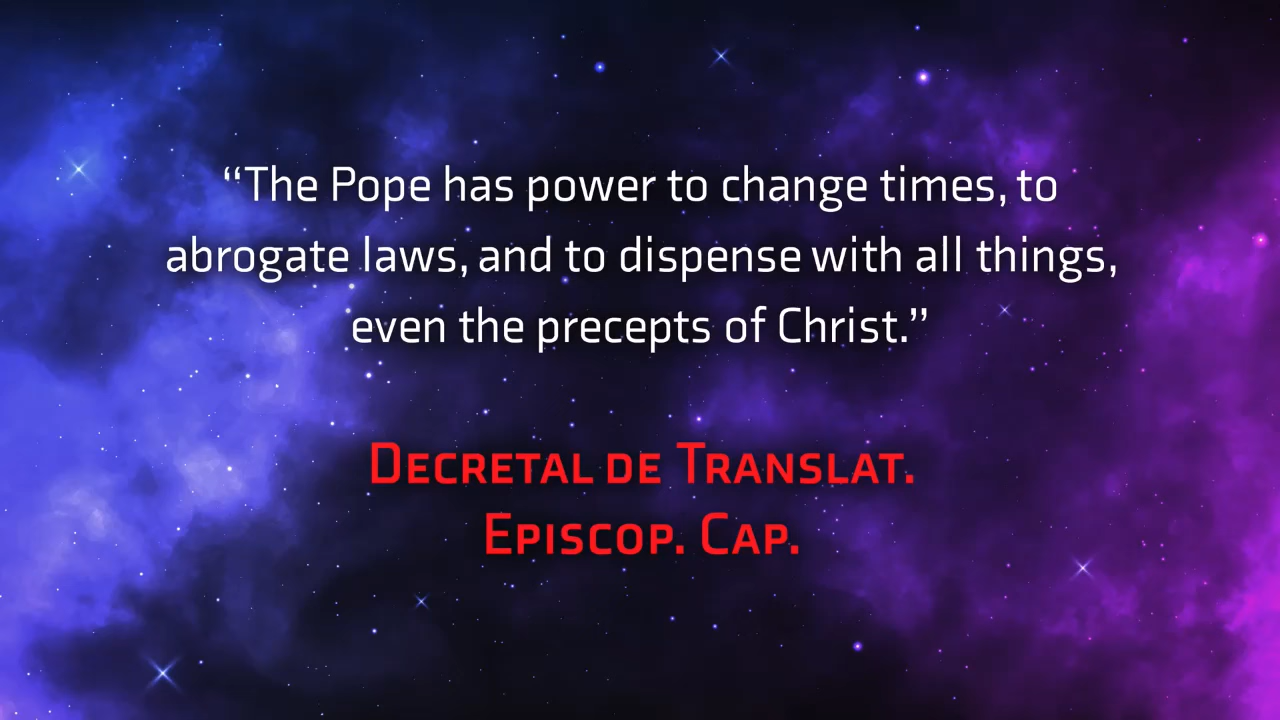 “The Pope has power to change times, to
abrogate laws, and to dispense with all things,
even the precepts of Christ.”
Decretal de Translat.
Episcop. Cap.